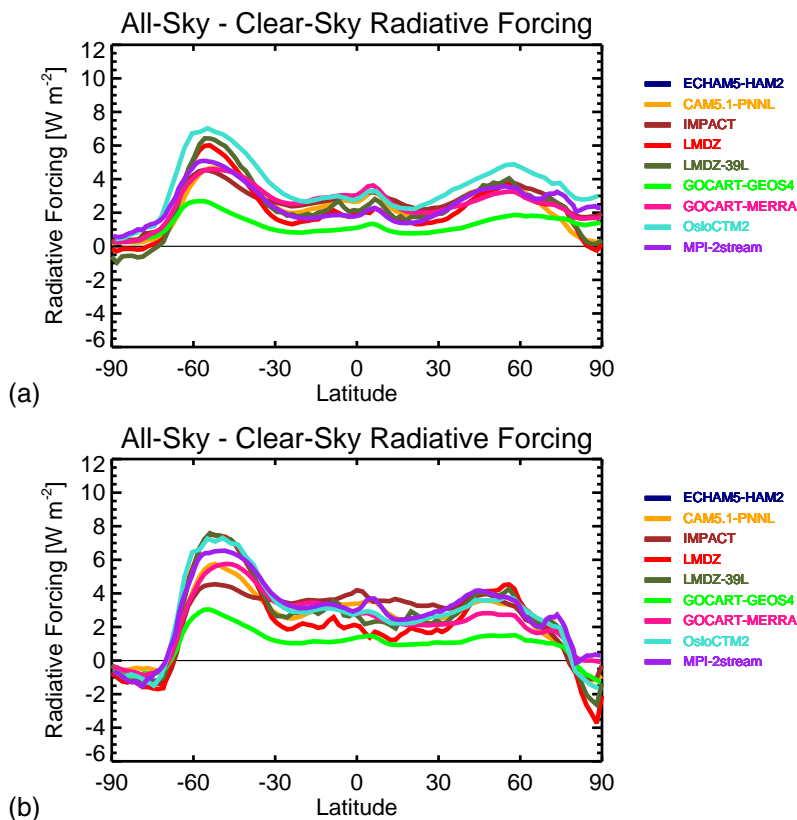 All-Sky - Clear-Sky Radiative Forcing
12
10
8
6
4
2
0
-2
-4
-6
Radiative Forcing [W m-2]
-90 -60 -30 0 30 60 90
Latitude
(a)
ECHAM5-HAM2
CAM5.1-PNNL
IMPACT
LMDZ
LMDZ-39L
GOCART-GEOS4
GOCART-MERRA
OsloCTM2
MPI-2stream
All-Sky - Clear-Sky Radiative Forcing
12
10
8
6
4
2
0
-2
-4
-6
Radiative Forcing [W m-2]
-90 -60 -30 0 30 60 90
Latitude
(b)
ECHAM5-HAM2
CAM5.1-PNNL
IMPACT
LMDZ
LMDZ-39L
GOCART-GEOS4
GOCART-MERRA
OsloCTM2
MPI-2stream